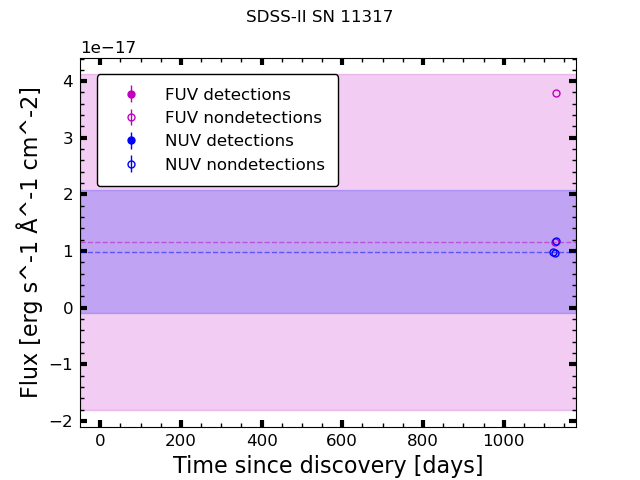 SDSS-II SN 11317
1e−17
FUV detections
FUV nondetections
NUV detections
NUV nondetections
4
3
2
1
0
−1
−2
Flux [erg s^-1 Å^-1 cm^-2]
0 200 400 600 800 1000
Time since discovery [days]